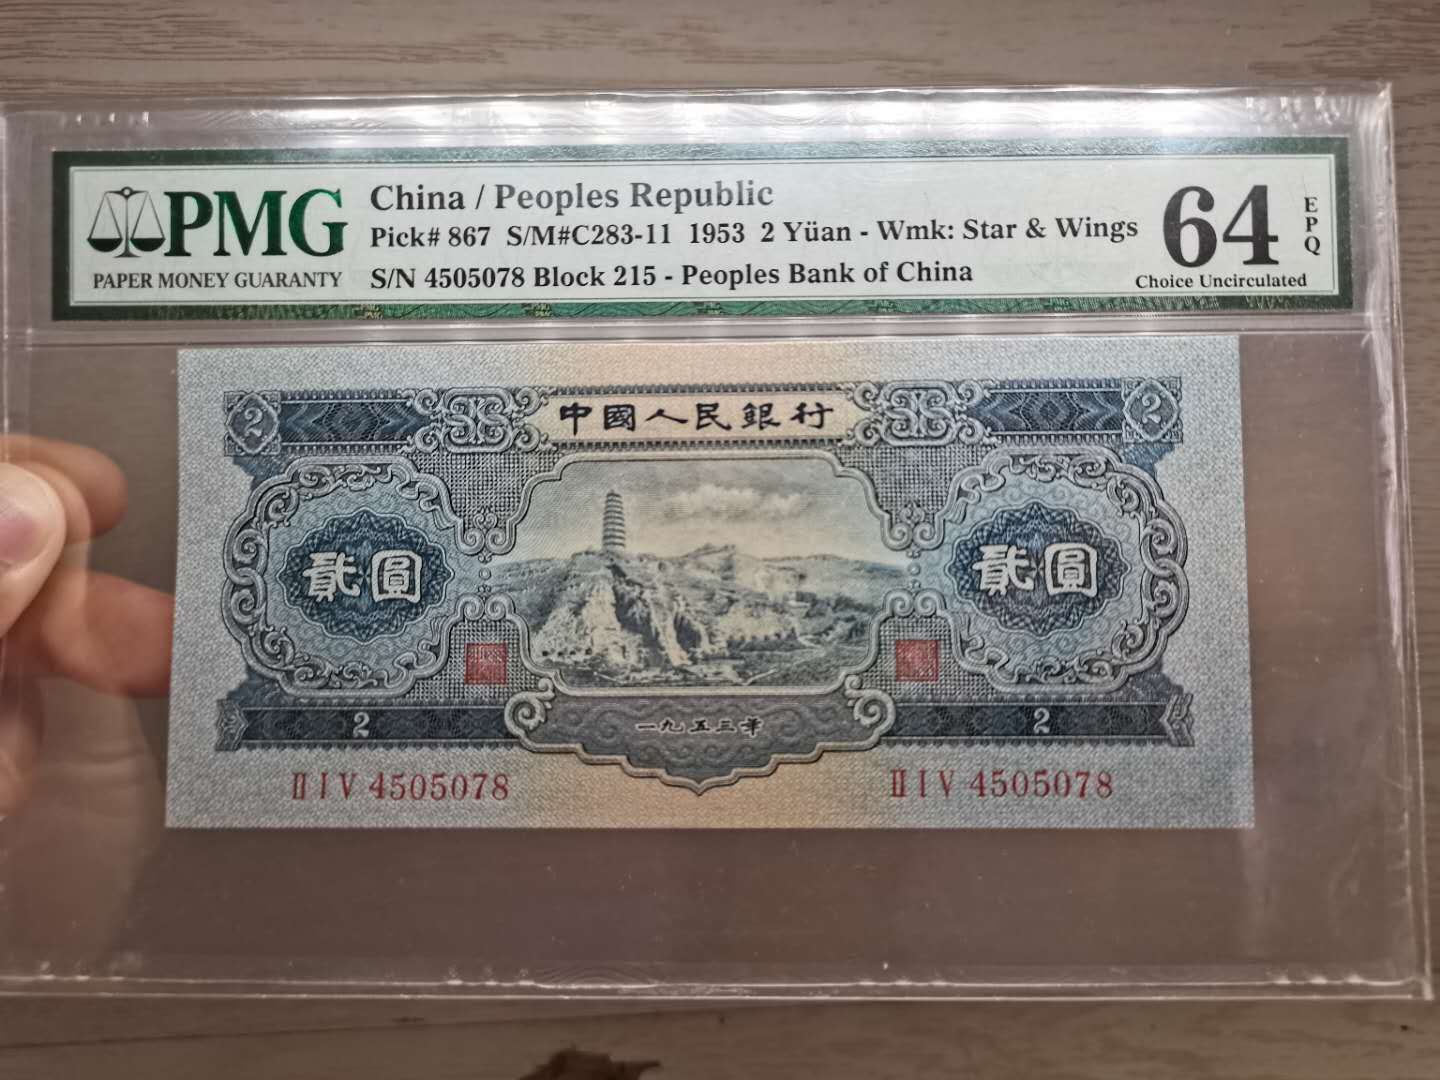 PMG
PAPER MONEY GUARANTY
China / Peoples Republic
Pick# 867 S/M#C283-11 1953 2 Yüan - Wmk: Star & Wings
S/N 4505078 Block 215 - Peoples Bank of China
64
EPQ
Choice Uncirculated
2 中國人民銀行 2
貳圓 貳圓
一九五三年
2 2
ⅡⅠⅤ 4505078 ⅡⅠⅤ 4505078